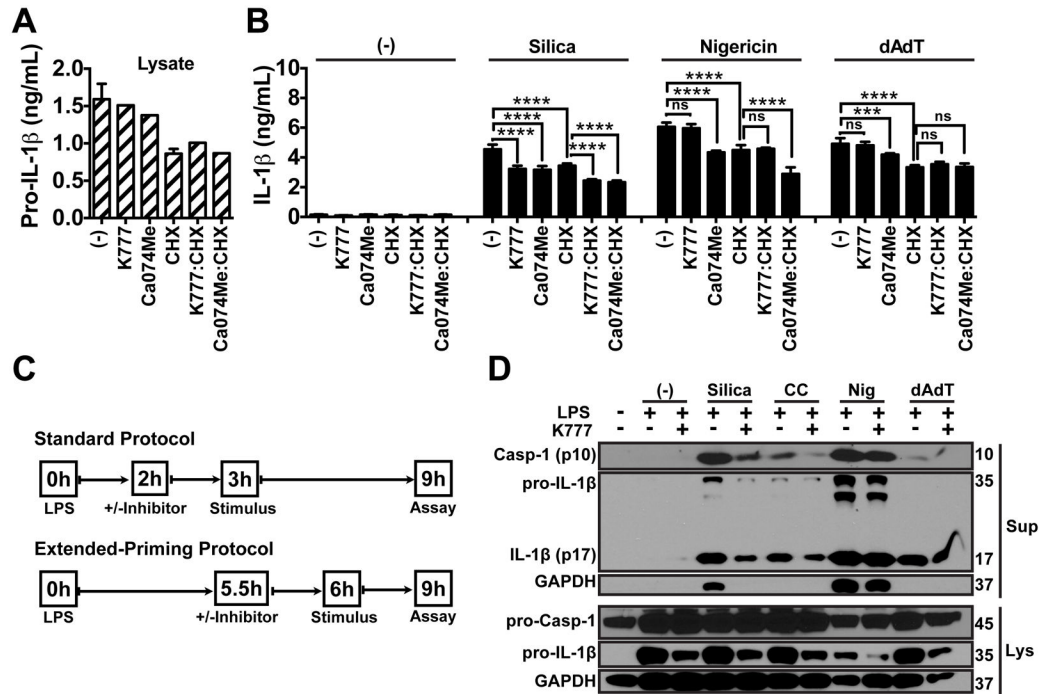 A
Lysate
Pro-IL-1β (ng/mL)
2.0
1.5
1.0
0.5
0.0
(-)
K777
Ca074Me
CHX
K777:CHX
Ca074Me:CHX
B
(-) Silica Nigericin dAdT
IL-1β (ng/mL)
10
8
6
4
2
0
****
****
****
****
****
****
****
ns
****
ns
****
***
ns
ns
ns
(-)
K777
Ca074Me
CHX
K777:CHX
Ca074Me:CHX
(-)
K777
Ca074Me
CHX
K777:CHX
Ca074Me:CHX
(-)
K777
Ca074Me
CHX
K777:CHX
Ca074Me:CHX
(-)
K777
Ca074Me
CHX
K777:CHX
Ca074Me:CHX
C
Standard Protocol
0h 2h 3h 9h
LPS +/-Inhibitor Stimulus Assay
Extended-Priming Protocol
0h 5.5h 6h 9h
LPS +/-Inhibitor Stimulus Assay
D
(-) Silica CC Nig dAdT
LPS - + + + + + + + + + +
K777 - - + - + - + - + - +
Casp-1 (p10) 10
pro-IL-1β 35
IL-1β (p17) 17
GAPDH 37
Sup
pro-Casp-1 45
pro-IL-1β 35
GAPDH 37
Lys